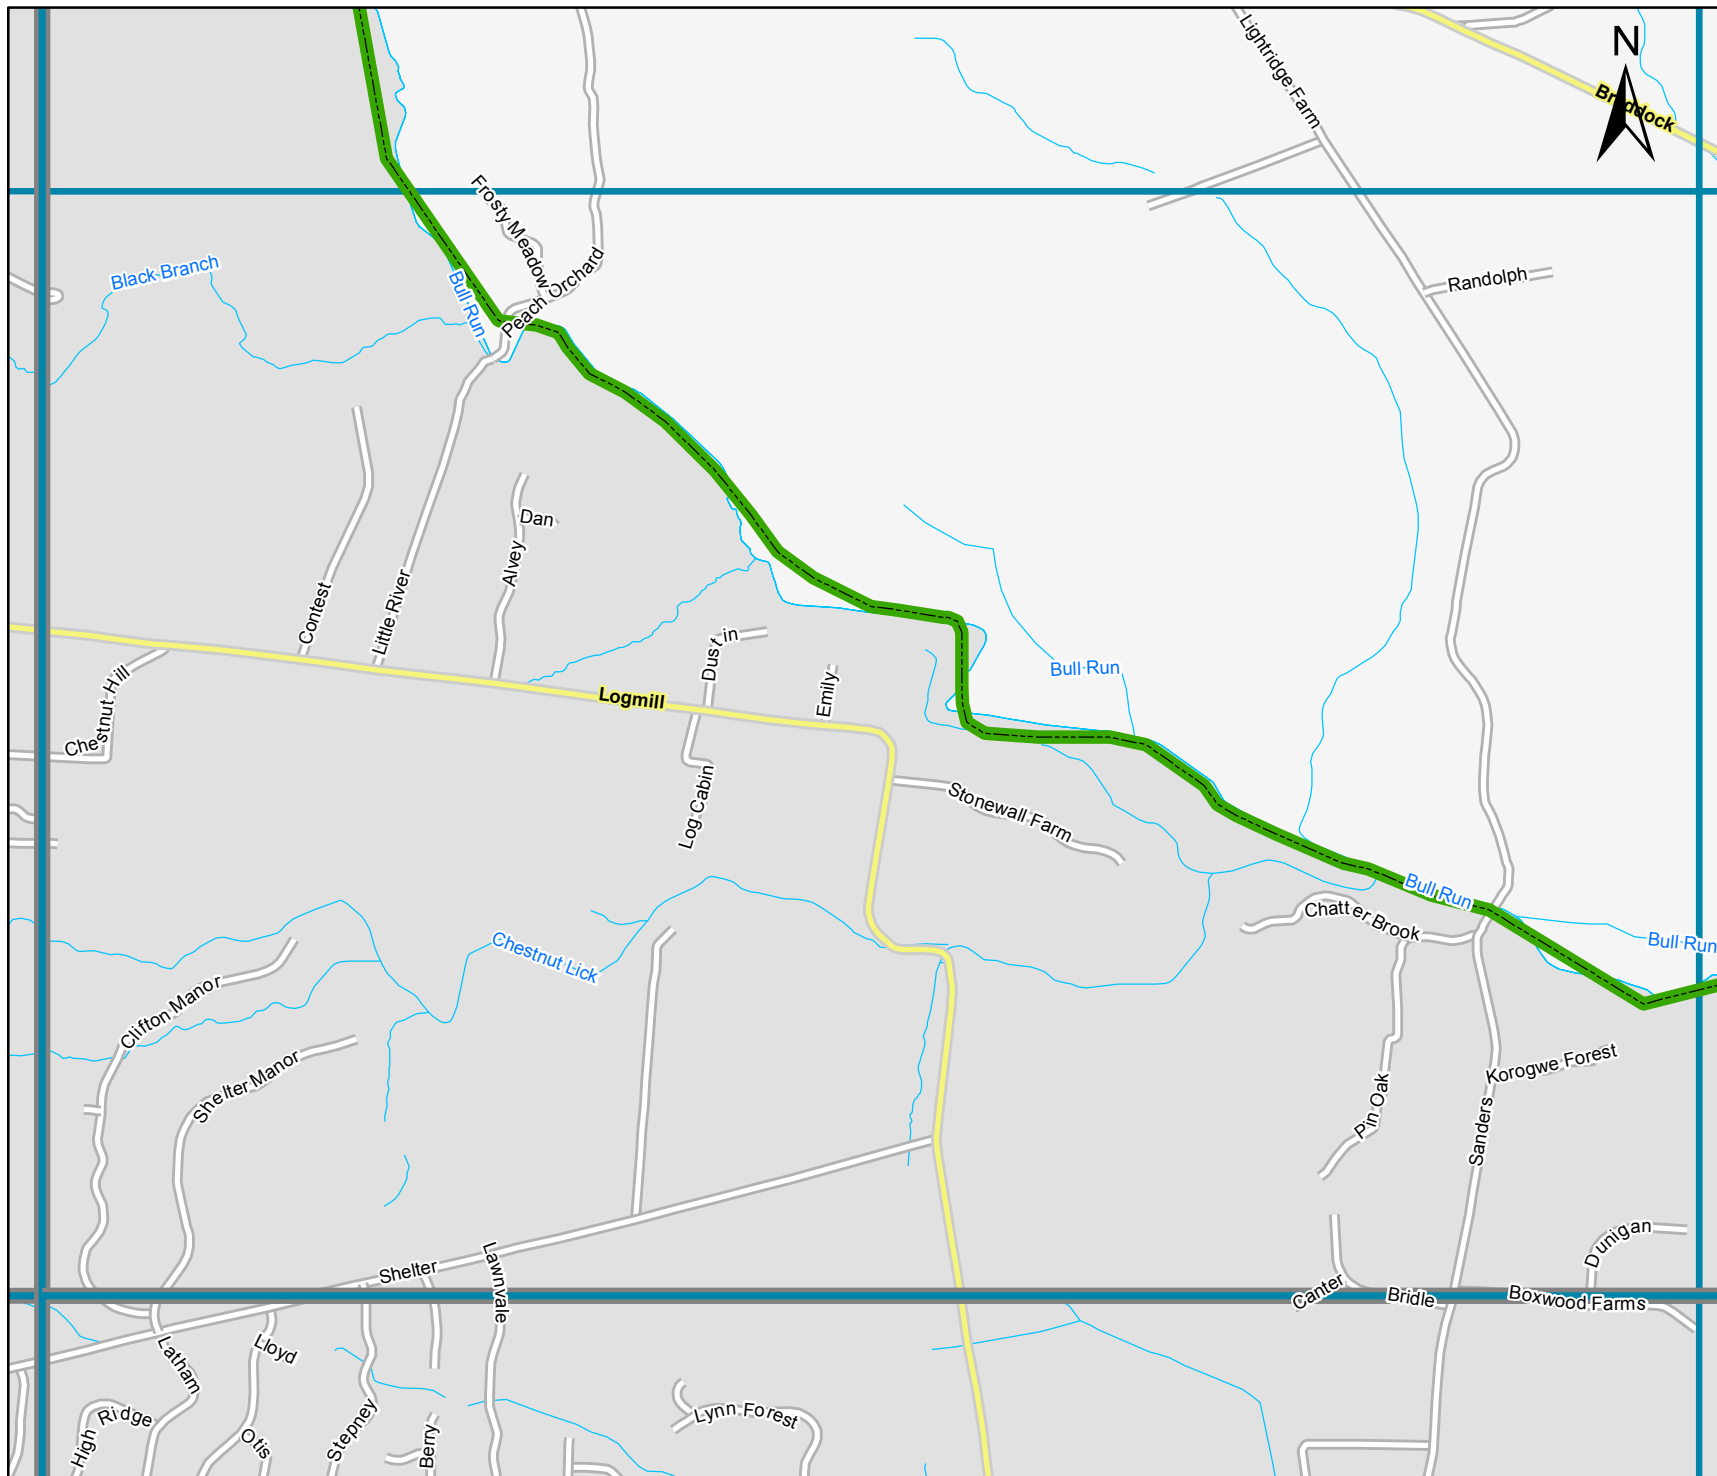 Lightridge Farm
N
Braddock
Frosty Meadow
Peach Orchard
Black Branch
Bull Run
Randolph
Dan
Alvey
Contest
Little River
Dustin
Emily
Logmill
Bull Run
Chestnut Hill
Log Cabin
Stonewall Farm
Bull Run
Chatter Brook
Bull Run
Chestnut Lick
Clifton Manor
Shelter Manor
Korogwe Forest
Pin Oak
Sanders
Dunigan
Shelter
Lawnvale
Canter
Bridle
Boxwood Farms
Lloyd
Latham
High Ridge
Otis
Stepney
Berry
Lynn Forest